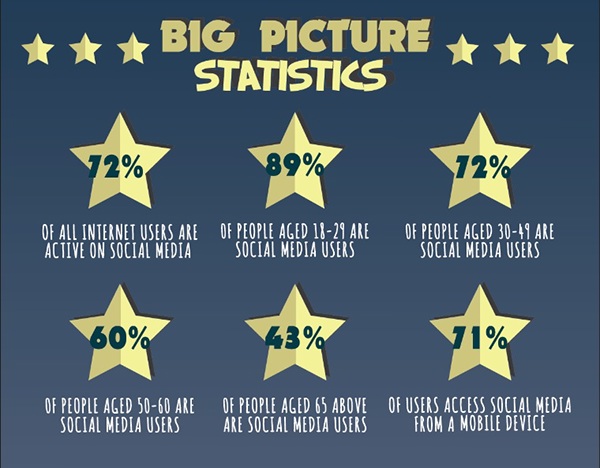 BIG PICTURE
STATISTICS
72%
OF ALL INTERNET USERS ARE
ACTIVE ON SOCIAL MEDIA
89%
OF PEOPLE AGED 18-29 ARE
SOCIAL MEDIA USERS
72%
OF PEOPLE AGED 30-49 ARE
SOCIAL MEDIA USERS
60%
OF PEOPLE AGED 50-60 ARE
SOCIAL MEDIA USERS
43%
OF PEOPLE AGED 65 ABOVE
ARE SOCIAL MEDIA USERS
71%
OF USERS ACCESS SOCIAL MEDIA
FROM A MOBILE DEVICE